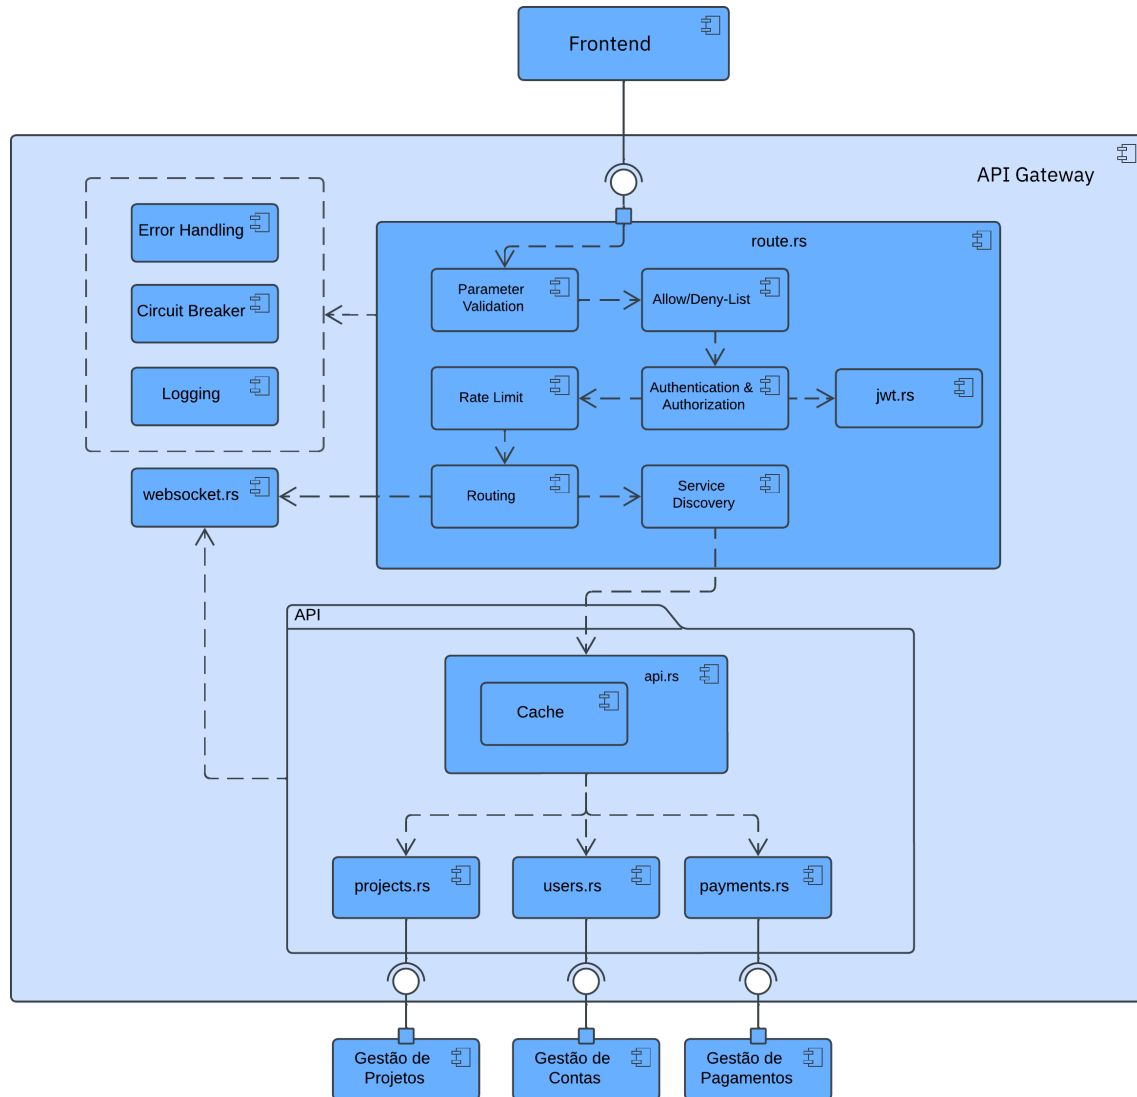 Frontend
API Gateway
Error Handling
Circuit Breaker
Logging
websocket.rs
route.rs
Parameter
Validation
Allow/Deny-List
Rate Limit
Authentication &
Authorization
jwt.rs
Routing
Service
Discovery
API
api.rs
Cache
projects.rs
users.rs
payments.rs
Gestão de
Projetos
Gestão de
Contas
Gestão de
Pagamentos